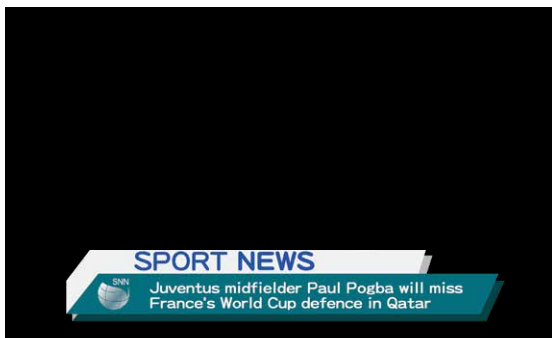 SPORT NEWS
SNN
Juventus midfielder Paul Pogba will miss
France's World Cup defence in Qatar